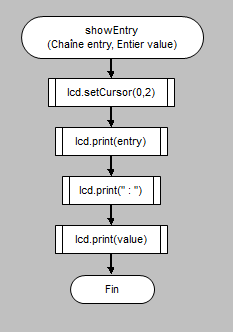 showEntry
(Chaîne entry, Entier value)
lcd.setCursor(0,2)
lcd.print(entry)
lcd.print(" : ")
lcd.print(value)
Fin